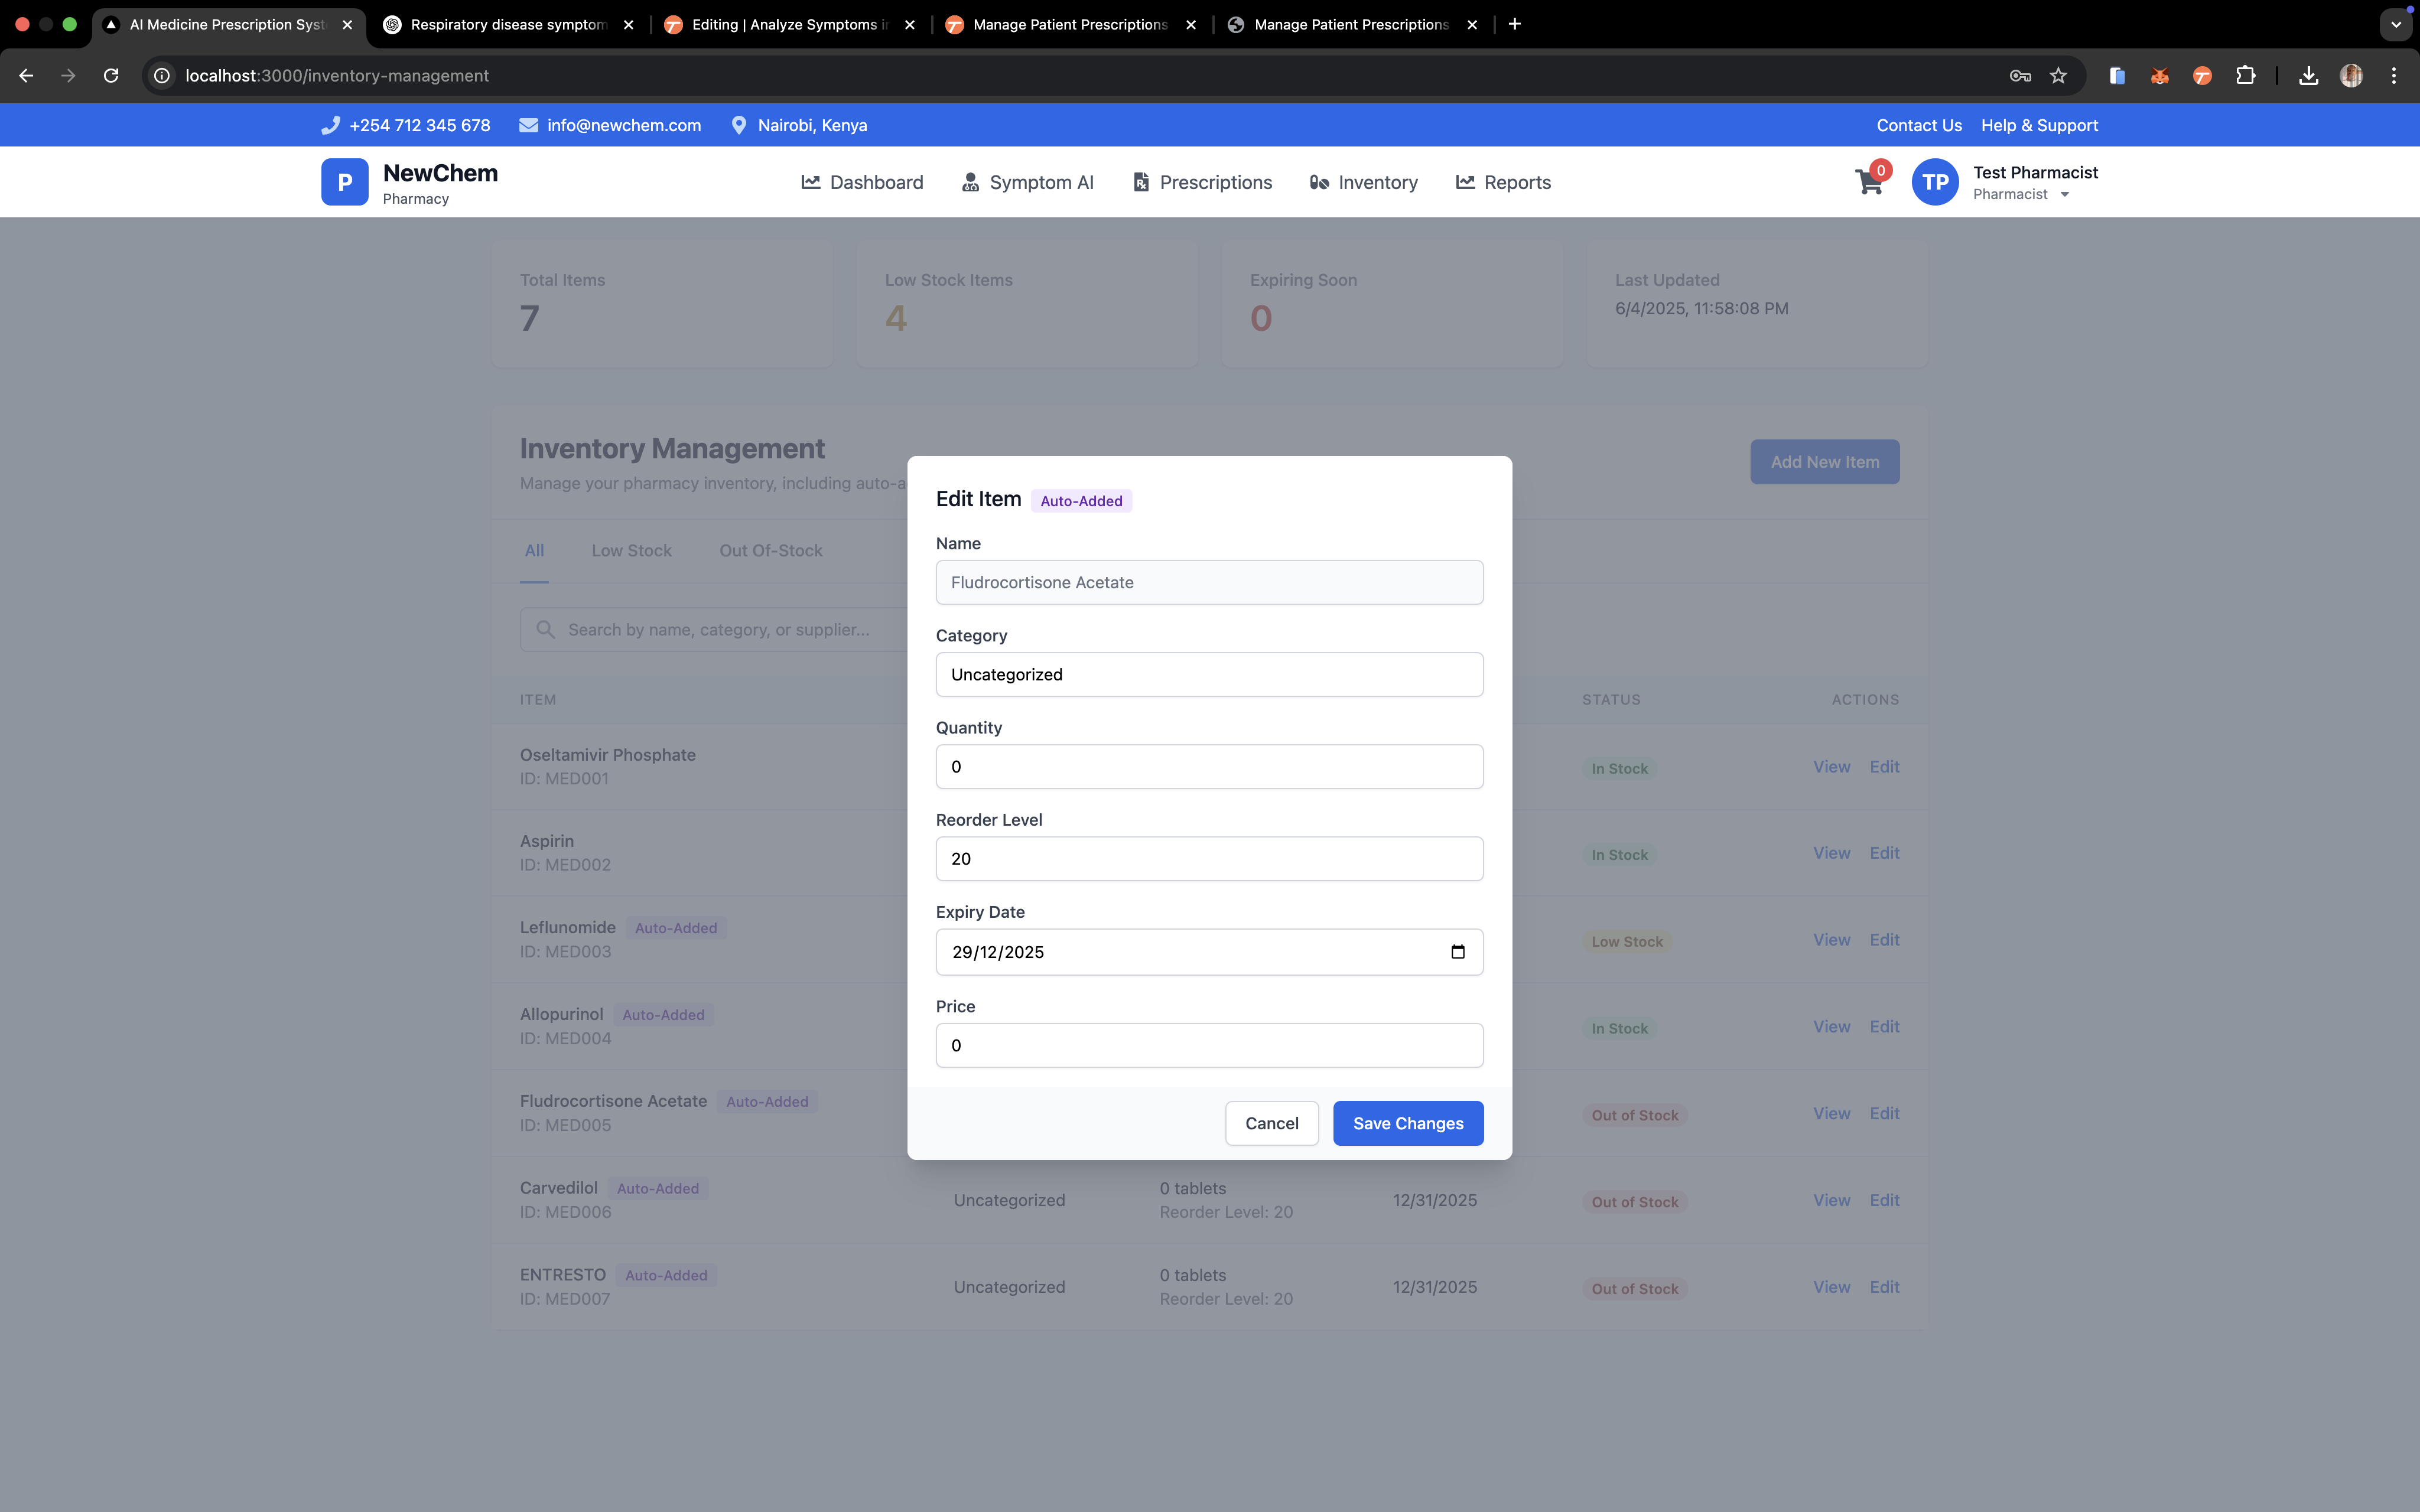 AI Medicine Prescription Syst
Respiratory disease symptom
Editing | Analyze Symptoms i
Manage Patient Prescriptions
Manage Patient Prescriptions
localhost:3000/inventory-management
+254 712 345 678
info@newchem.com
Nairobi, Kenya
Contact Us
Help & Support
P
NewChem
Pharmacy
Dashboard
Symptom AI
Prescriptions
Inventory
Reports
0
TP
Test Pharmacist
Pharmacist
Total Items
7
Low Stock Items
4
Expiring Soon
0
Last Updated
6/4/2025, 11:58:08 PM
Inventory Management
Manage your pharmacy inventory, including auto-a
Add New Item
All
Low Stock
Out Of-Stock
Search by name, category, or supplier...
ITEM
STATUS
ACTIONS
Oseltamivir Phosphate
ID: MED001
In Stock
View
Edit
Aspirin
ID: MED002
In Stock
View
Edit
Leflunomide
Auto-Added
ID: MED003
Low Stock
View
Edit
Allopurinol
Auto-Added
ID: MED004
In Stock
View
Edit
Fludrocortisone Acetate
Auto-Added
ID: MED005
Out of Stock
View
Edit
Carvedilol
Auto-Added
ID: MED006
Uncategorized
0 tablets
Reorder Level: 20
12/31/2025
Out of Stock
View
Edit
ENTRESTO
Auto-Added
ID: MED007
Uncategorized
0 tablets
Reorder Level: 20
12/31/2025
Out of Stock
View
Edit
Edit Item
Auto-Added
Name
Fludrocortisone Acetate
Category
Uncategorized
Quantity
0
Reorder Level
20
Expiry Date
29/12/2025
Price
0
Cancel
Save Changes